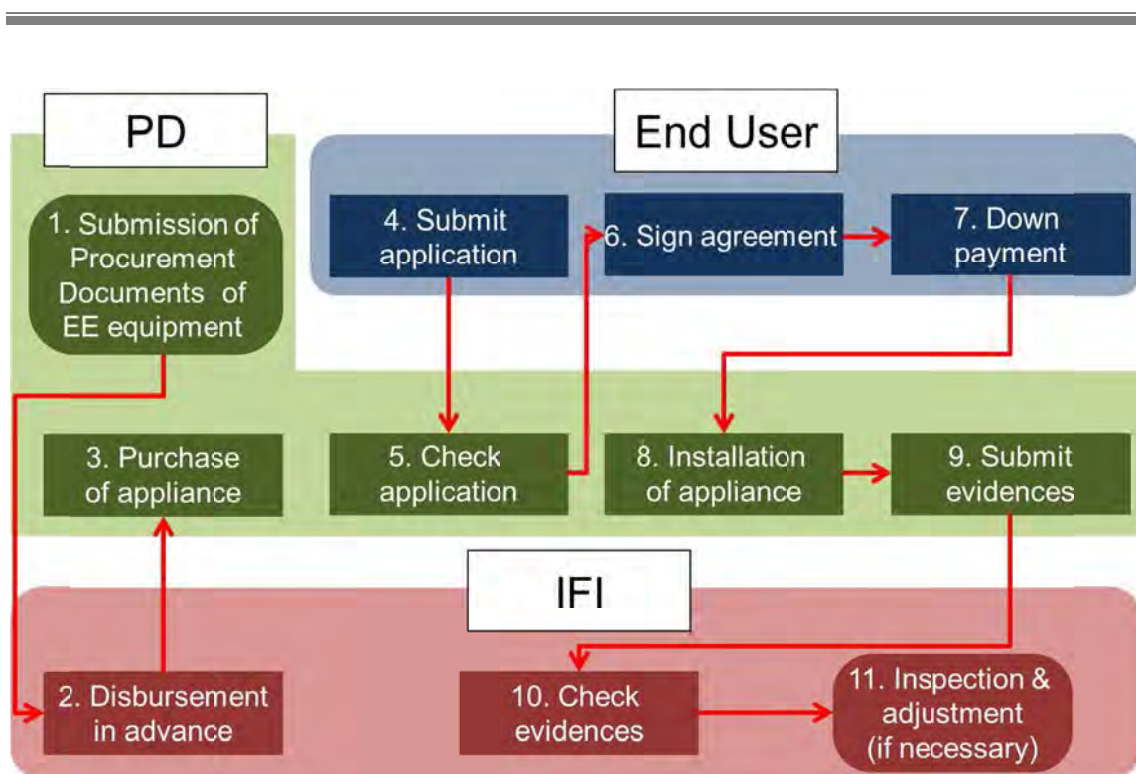 PD
End User
1. Submission of
Procurement
Documents of
EE equipment
4. Submit
application
6. Sign agreement
7. Down
payment
3. Purchase
of appliance
5. Check
application
8. Installation
of appliance
9. Submit
evidences
IFI
2. Disbursement
in advance
10. Check
evidences
11. Inspection &
adjustment
(if necessary)